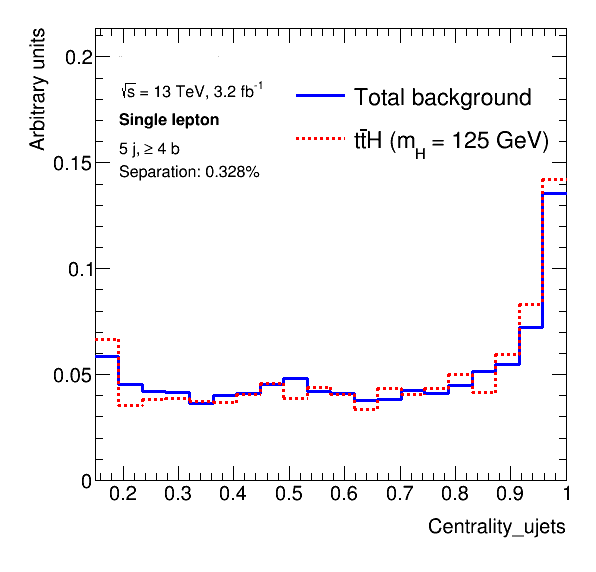 Arbitrary units
0.2
0.15
0.1
0.05
0
√s = 13 TeV, 3.2 fb⁻¹
Single lepton
5 j, ≥ 4 b
Separation: 0.328%
Total background
tt̄H (m_H = 125 GeV)
0.2 0.3 0.4 0.5 0.6 0.7 0.8 0.9 1
Centrality_ujets